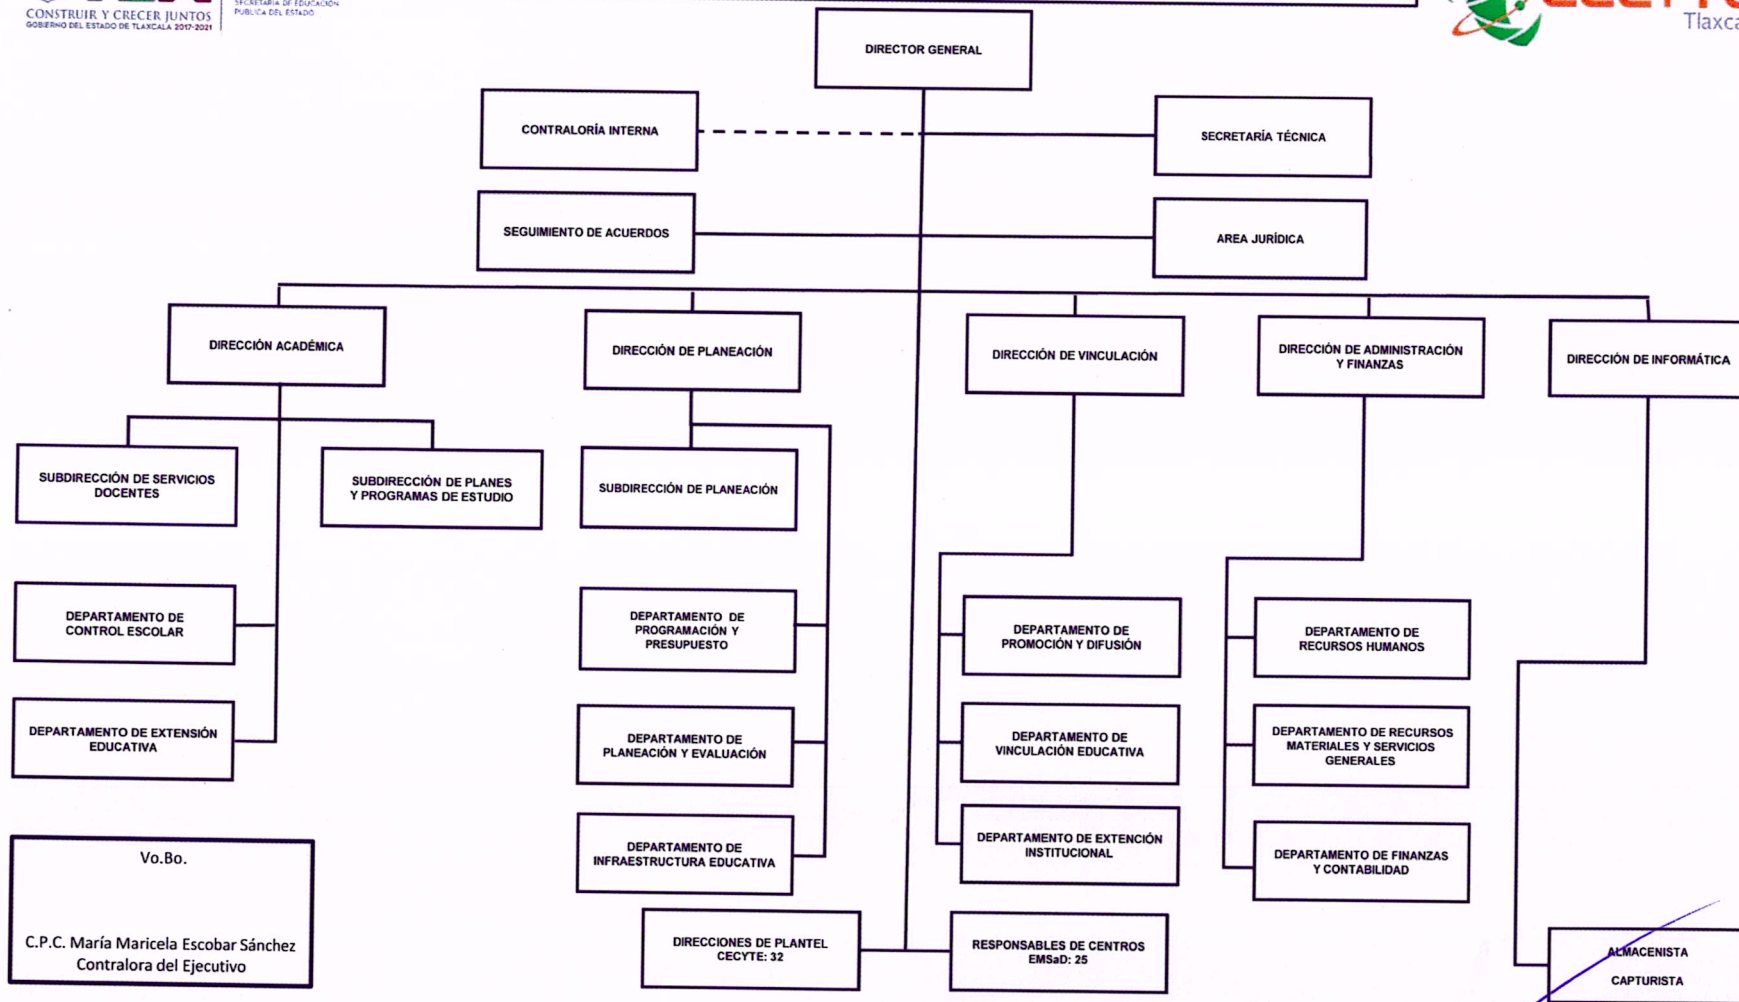 CONSTRUIR Y CRECER JUNTOS
GOBIERNO DEL ESTADO DE TLAXCALA 2017-2021
SECRETARÍA DE EDUCACIÓN
PÚBLICA DEL ESTADO
DIRECTOR GENERAL
CONTRALORÍA INTERNA
SECRETARÍA TÉCNICA
SEGUIMIENTO DE ACUERDOS
AREA JURÍDICA
DIRECCIÓN ACADÉMICA
DIRECCIÓN DE PLANEACIÓN
DIRECCIÓN DE VINCULACIÓN
DIRECCIÓN DE ADMINISTRACIÓN
Y FINANZAS
DIRECCIÓN DE INFORMÁTICA
SUBDIRECCIÓN DE SERVICIOS
DOCENTES
SUBDIRECCIÓN DE PLANES
Y PROGRAMAS DE ESTUDIO
SUBDIRECCIÓN DE PLANEACIÓN
DEPARTAMENTO DE
CONTROL ESCOLAR
DEPARTAMENTO DE
PROGRAMACIÓN Y
PRESUPUESTO
DEPARTAMENTO DE
PROMOCIÓN Y DIFUSIÓN
DEPARTAMENTO DE
RECURSOS HUMANOS
DEPARTAMENTO DE EXTENSIÓN
EDUCATIVA
DEPARTAMENTO DE
PLANEACIÓN Y EVALUACIÓN
DEPARTAMENTO DE
VINCULACIÓN EDUCATIVA
DEPARTAMENTO DE RECURSOS
MATERIALES Y SERVICIOS
GENERALES
DEPARTAMENTO DE
INFRAESTRUCTURA EDUCATIVA
DEPARTAMENTO DE EXTENCIÓN
INSTITUCIONAL
DEPARTAMENTO DE FINANZAS
Y CONTABILIDAD
Vo.Bo.
C.P.C. María Maricela Escobar Sánchez
Contralora del Ejecutivo
DIRECCIONES DE PLANTEL
CECYTE: 32
RESPONSABLES DE CENTROS
EMSaD: 25
ALMACENISTA
CAPTURISTA